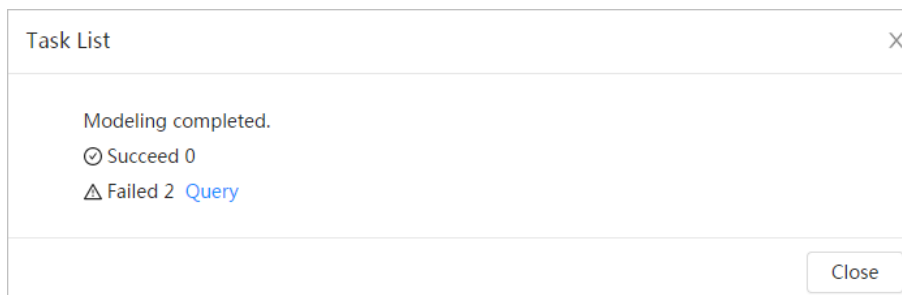 Task List
Modeling completed.
Succeed 0
Failed 2 Query
Close